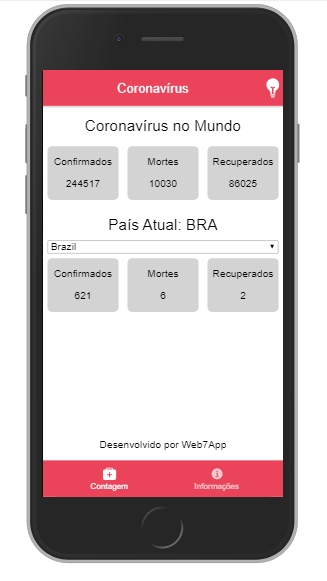 Coronavírus
Coronavírus no Mundo
Confirmados Mortes Recuperados
244517 10030 86025
País Atual: BRA
Brazil
Confirmados Mortes Recuperados
621 6 2
Desenvolvido por Web7App
Contagem Informações